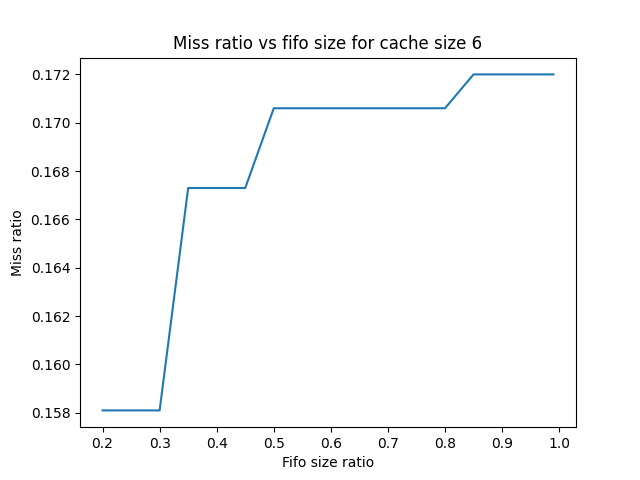 Miss ratio vs fifo size for cache size 6
0.172
0.170
0.168
0.166
0.164
0.162
0.160
0.158
Miss ratio
0.2 0.3 0.4 0.5 0.6 0.7 0.8 0.9 1.0
Fifo size ratio